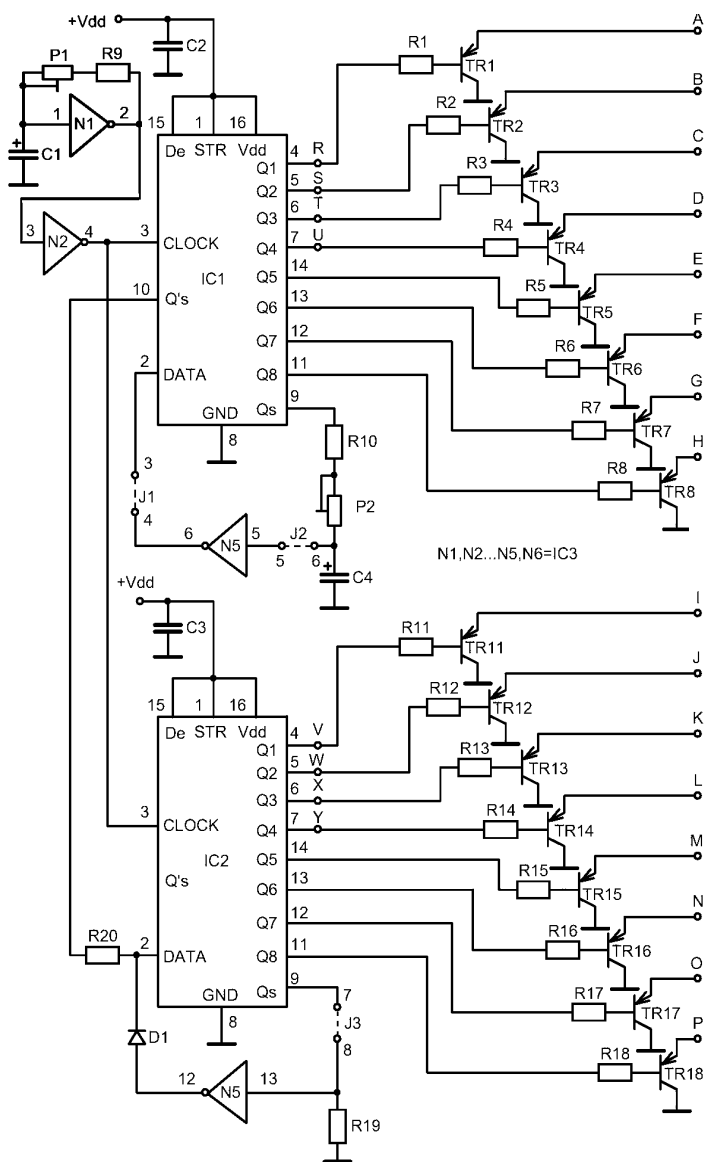 +Vdd
C2
P1 R9
1 N1 2
C1
15 1 16
De STR Vdd
R1 TR1 A
R2 TR2 B
R3 TR3 C
R4 TR4 D
R5 TR5 E
R6 TR6 F
R7 TR7 G
R8 TR8 H
Q1 4 R
Q2 5 S
Q3 6 T
Q4 7 U
Q5 14
Q6 13
Q7 12
Q8 11
Qs 9
3 N2 4
3 CLOCK
IC1
10 Q's
2 DATA
GND
8
R10
P2
3
J1
4
6 N5 5
J2
5 6
C4
N1,N2...N5,N6=IC3
+Vdd
C3
15 1 16
De STR Vdd
R11 TR11 I
R12 TR12 J
R13 TR13 K
R14 TR14 L
R15 TR15 M
R16 TR16 N
R17 TR17 O
R18 TR18 P
Q1 4 V
Q2 5 W
Q3 6 X
Q4 7 Y
Q5 14
Q6 13
Q7 12
Q8 11
Qs 9
3 CLOCK
IC2
Q's
R20
2 DATA
GND
8
7
J3
8
D1
12 N5 13
R19